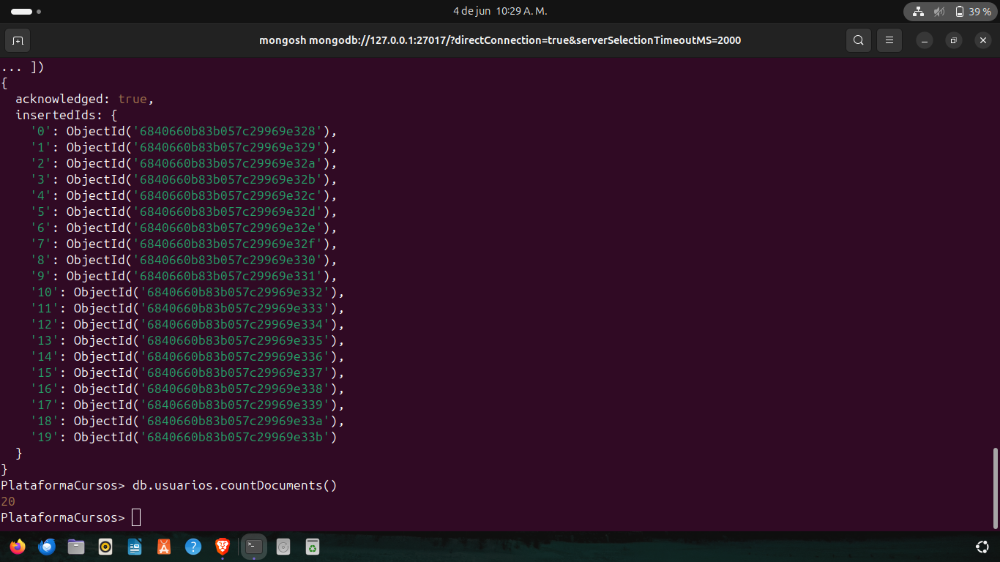 4 de jun 10:29 A. M.
39 %
mongosh mongodb://127.0.0.1:27017/?directConnection=true&serverSelectionTimeoutMS=2000
... ])
{
  acknowledged: true,
  insertedIds: {
    '0': ObjectId('6840660b83b057c29969e328'),
    '1': ObjectId('6840660b83b057c29969e329'),
    '2': ObjectId('6840660b83b057c29969e32a'),
    '3': ObjectId('6840660b83b057c29969e32b'),
    '4': ObjectId('6840660b83b057c29969e32c'),
    '5': ObjectId('6840660b83b057c29969e32d'),
    '6': ObjectId('6840660b83b057c29969e32e'),
    '7': ObjectId('6840660b83b057c29969e32f'),
    '8': ObjectId('6840660b83b057c29969e330'),
    '9': ObjectId('6840660b83b057c29969e331'),
    '10': ObjectId('6840660b83b057c29969e332'),
    '11': ObjectId('6840660b83b057c29969e333'),
    '12': ObjectId('6840660b83b057c29969e334'),
    '13': ObjectId('6840660b83b057c29969e335'),
    '14': ObjectId('6840660b83b057c29969e336'),
    '15': ObjectId('6840660b83b057c29969e337'),
    '16': ObjectId('6840660b83b057c29969e338'),
    '17': ObjectId('6840660b83b057c29969e339'),
    '18': ObjectId('6840660b83b057c29969e33a'),
    '19': ObjectId('6840660b83b057c29969e33b')
  }
}
PlataformaCursos> db.usuarios.countDocuments()
20
PlataformaCursos>